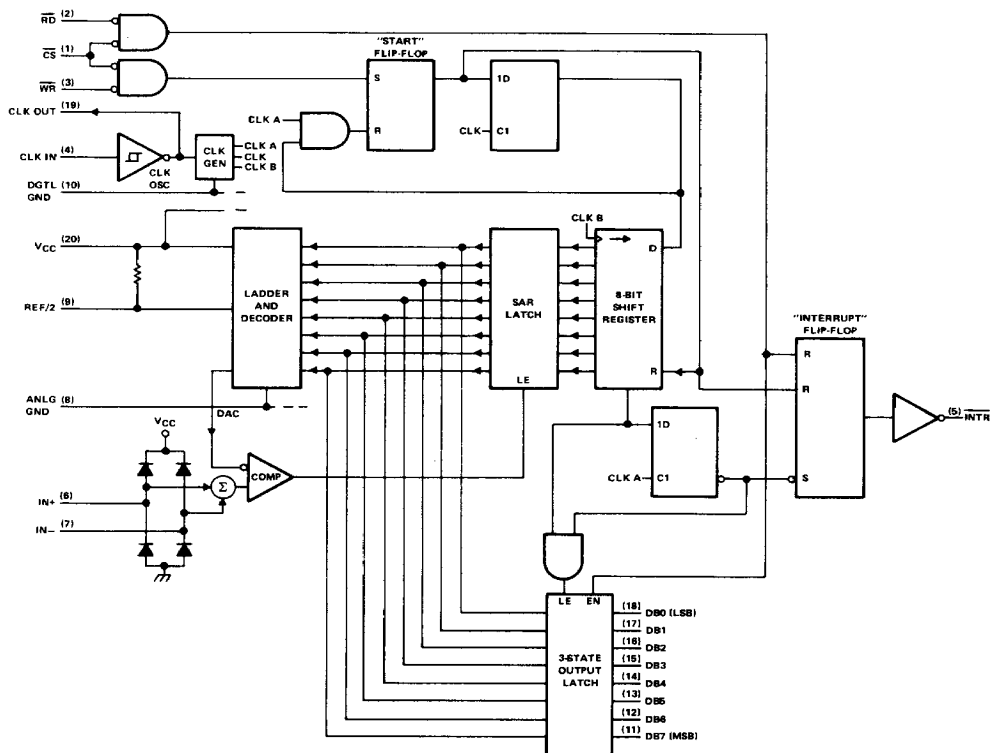 RD (2)
CS (1)
WR (3)
CLK OUT (19)
CLK IN (4)
CLK OSC
CLK GEN
CLK A
CLK
CLK B
DGTL GND (10)
"START" FLIP-FLOP
S
R
CLK A
1D
C1
CLK
VCC (20)
REF/2 (9)
ANLG GND (8)
LADDER AND DECODER
DAC
SAR LATCH
LE
CLK B
D
8-BIT SHIFT REGISTER
R
"INTERRUPT" FLIP-FLOP
R
R
S
(5) INTR
1D
C1
CLK A
VCC
IN+ (6)
IN– (7)
Σ
COMP
LE EN
3-STATE OUTPUT LATCH
(18) DB0 (LSB)
(17) DB1
(16) DB2
(15) DB3
(14) DB4
(13) DB5
(12) DB6
(11) DB7 (MSB)